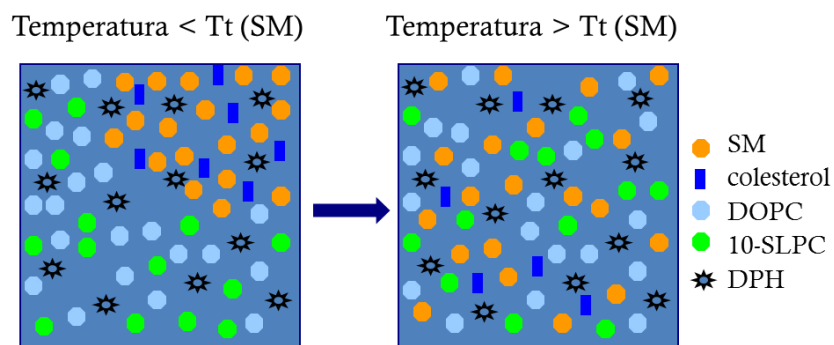 Temperatura < Tt (SM)
Temperatura > Tt (SM)
SM
colesterol
DOPC
10-SLPC
DPH